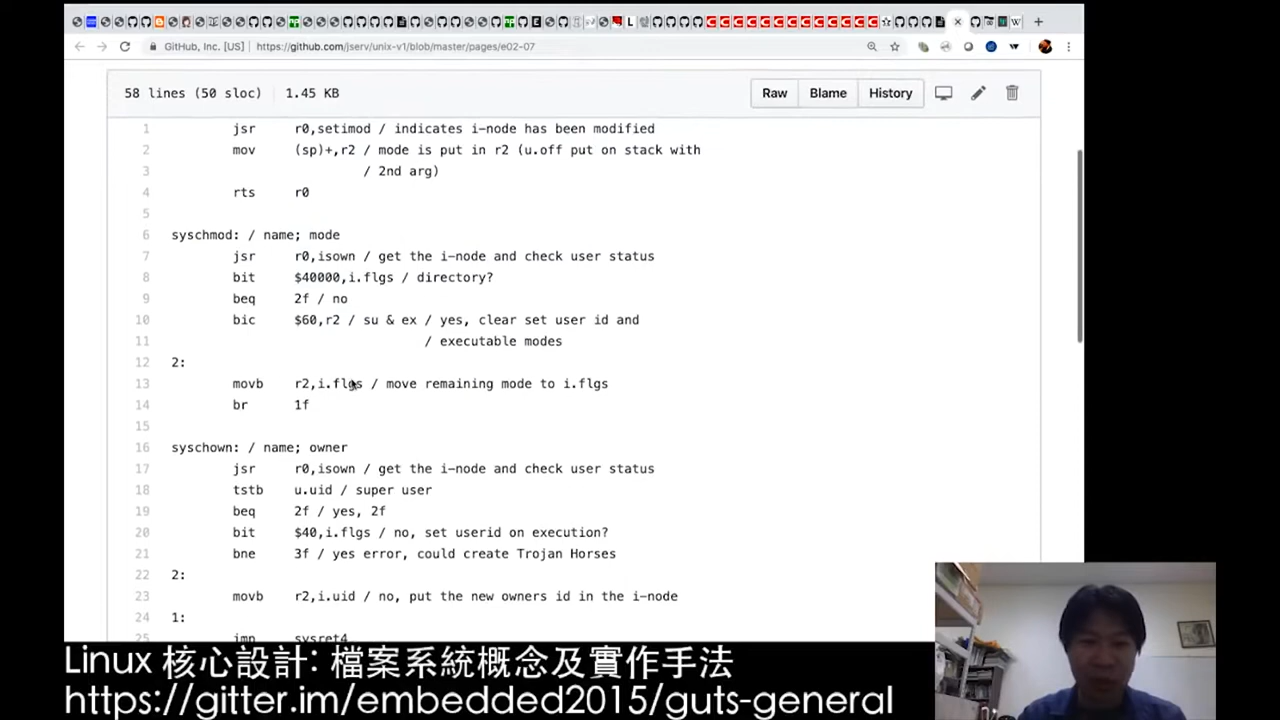 GitHub, Inc. [US] https://github.com/jserv/unix-v1/blob/master/pages/e02-07
58 lines (50 sloc) 1.45 KB Raw Blame History
1 jsr r0,setimod / indicates i-node has been modified
2 mov (sp)+,r2 / mode is put in r2 (u.off put on stack with
3 / 2nd arg)
4 rts r0
5
6 syschmod: / name; mode
7 jsr r0,isown / get the i-node and check user status
8 bit $40000,i.flgs / directory?
9 beq 2f / no
10 bic $60,r2 / su & ex / yes, clear set user id and
11 / executable modes
12 2:
13 movb r2,i.flgs / move remaining mode to i.flgs
14 br 1f
15
16 syschown: / name; owner
17 jsr r0,isown / get the i-node and check user status
18 tstb u.uid / super user
19 beq 2f / yes, 2f
20 bit $40,i.flgs / no, set userid on execution?
21 bne 3f / yes error, could create Trojan Horses
22 2:
23 movb r2,i.uid / no, put the new owners id in the i-node
24 1:
25 jmp sysret4
Linux 核心設計: 檔案系統概念及實作手法
https://gitter.im/embedded2015/guts-general